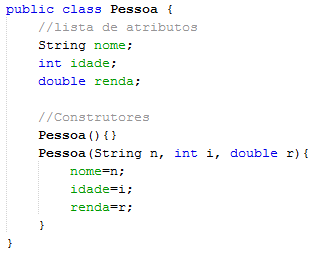 public class Pessoa {
    //lista de atributos
    String nome;
    int idade;
    double renda;

    //Construtores
    Pessoa(){}
    Pessoa(String n, int i, double r){
        nome=n;
        idade=i;
        renda=r;
    }
}